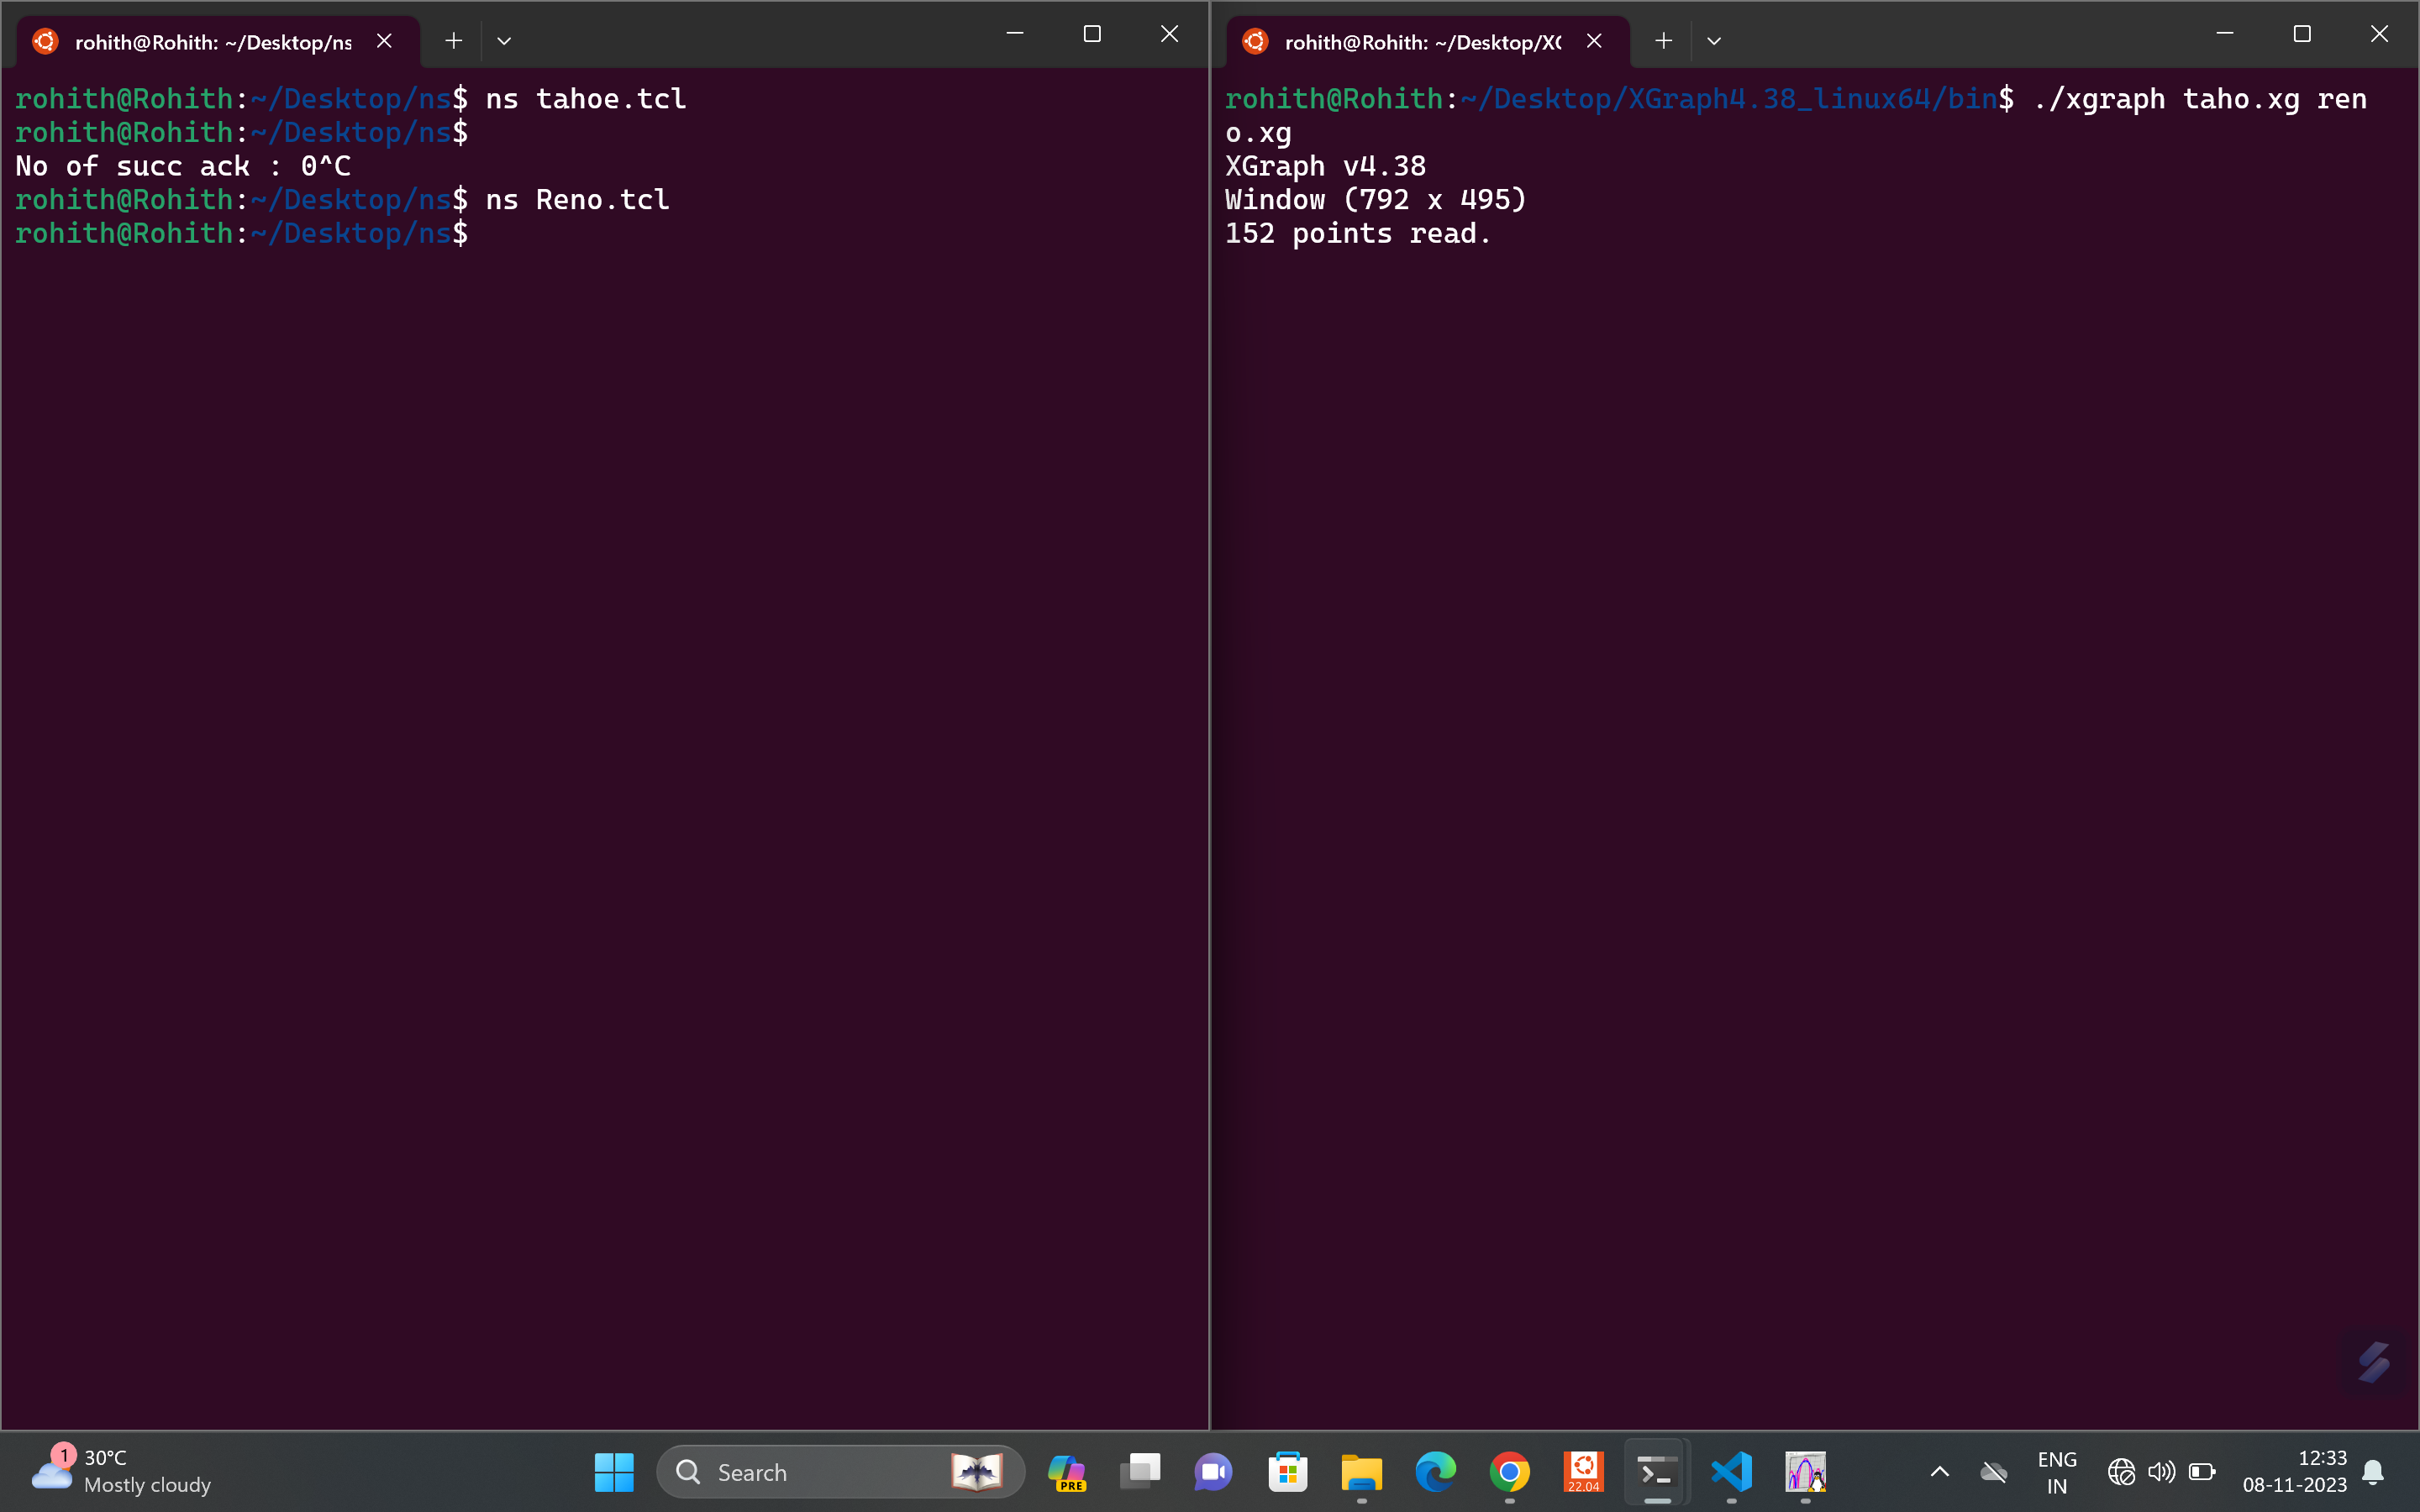 rohith@Rohith: ~/Desktop/ns
rohith@Rohith:~/Desktop/ns$ ns tahoe.tcl
rohith@Rohith:~/Desktop/ns$
No of succ ack : 0^C
rohith@Rohith:~/Desktop/ns$ ns Reno.tcl
rohith@Rohith:~/Desktop/ns$
rohith@Rohith: ~/Desktop/XG
rohith@Rohith:~/Desktop/XGraph4.38_linux64/bin$ ./xgraph taho.xg ren
o.xg
XGraph v4.38
Window (792 x 495)
152 points read.
1
30°C
Mostly cloudy
Search
PRE
22.04
ENG
IN
12:33
08-11-2023